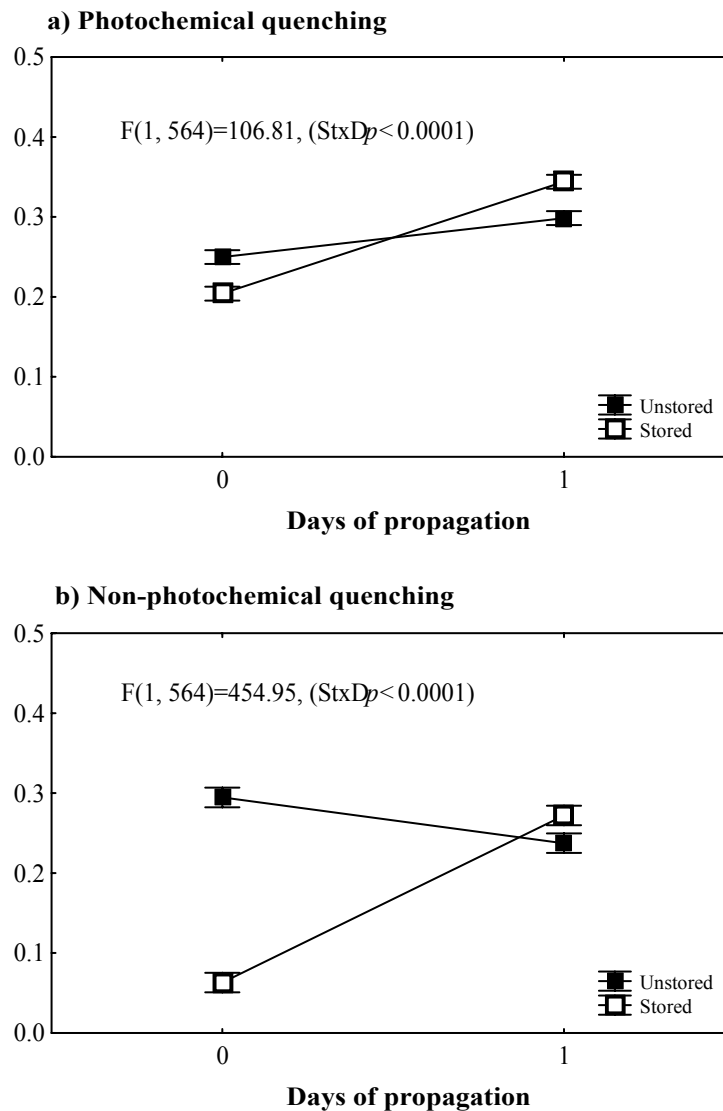 a) Photochemical quenching
0.5
F(1, 564)=106.81, (StxDp<0.0001)
0.4
0.3
0.2
0.1
Unstored
Stored
0.0
0 1
Days of propagation
b) Non-photochemical quenching
0.5
F(1, 564)=454.95, (StxDp<0.0001)
0.4
0.3
0.2
0.1
Unstored
Stored
0.0
0 1
Days of propagation